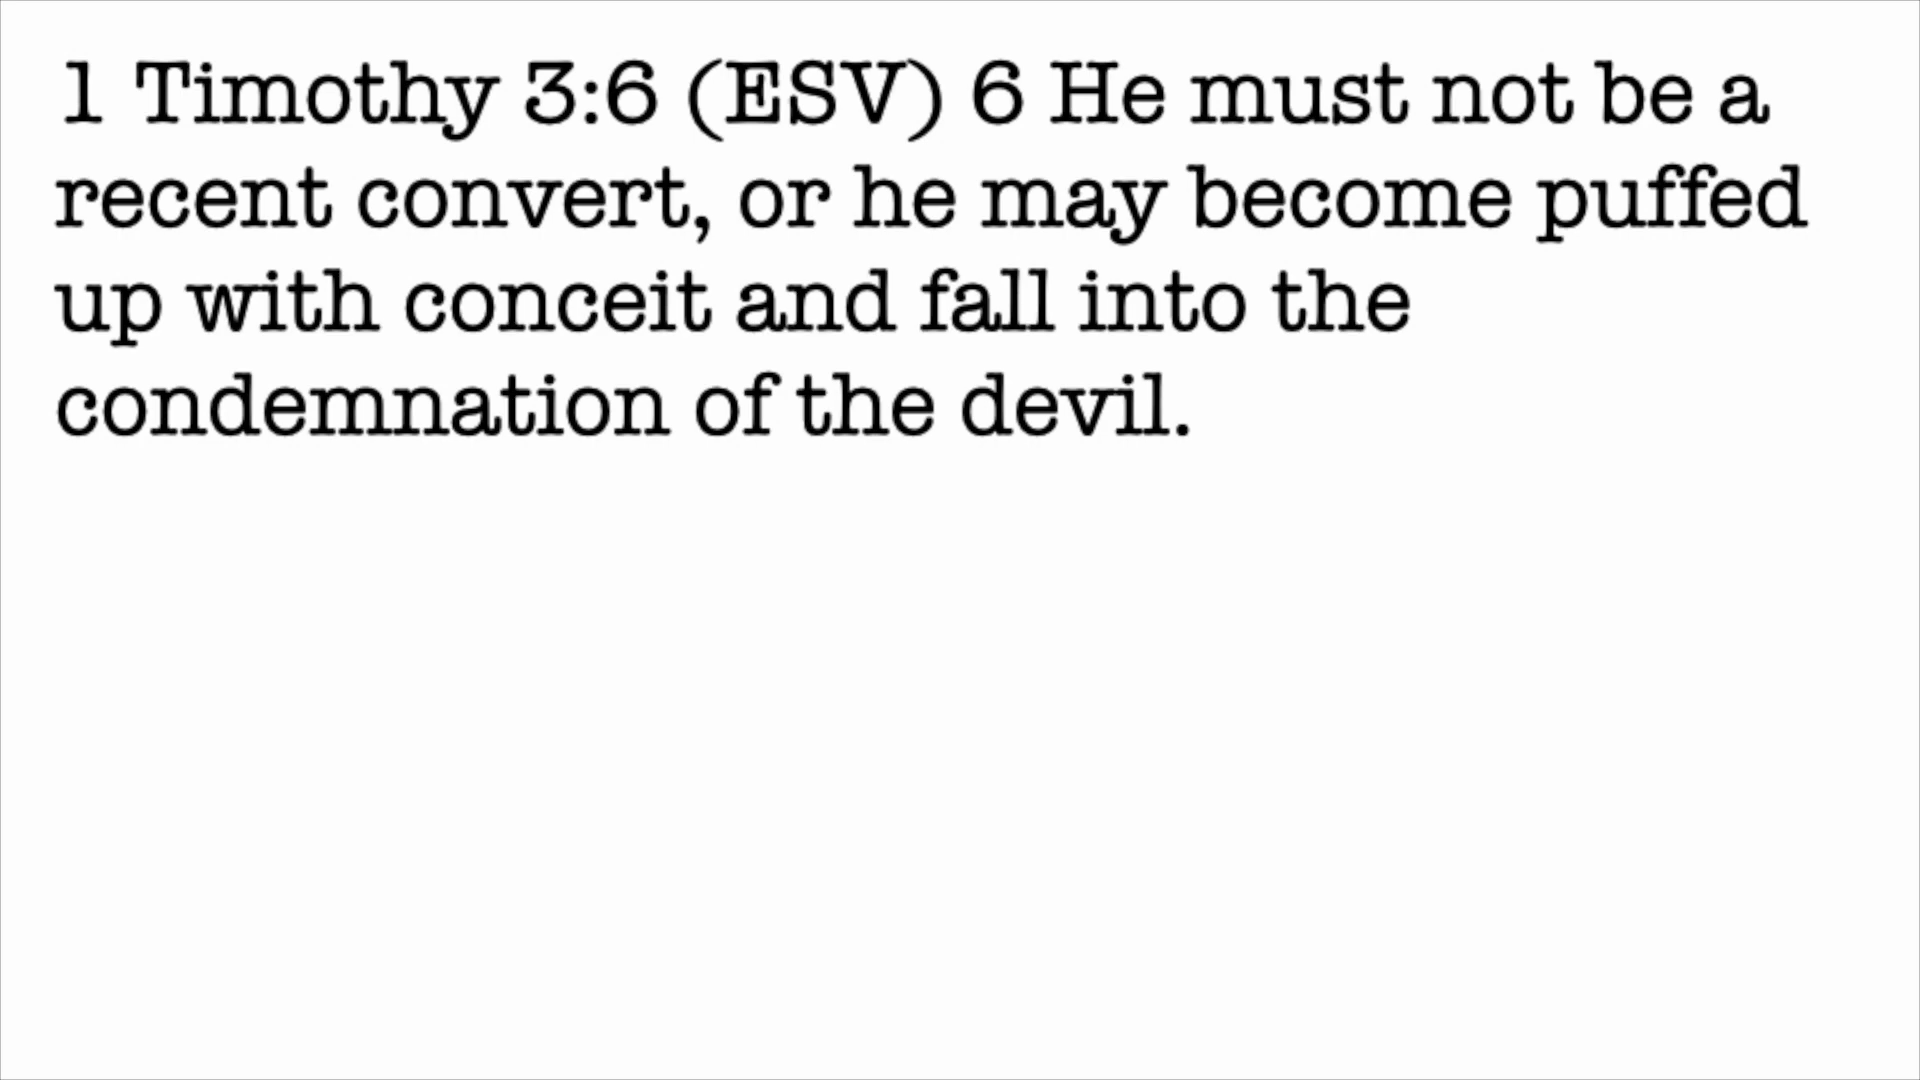 1 Timothy 3:6 (ESV) 6 He must not be a
recent convert, or he may become puffed
up with conceit and fall into the
condemnation of the devil.